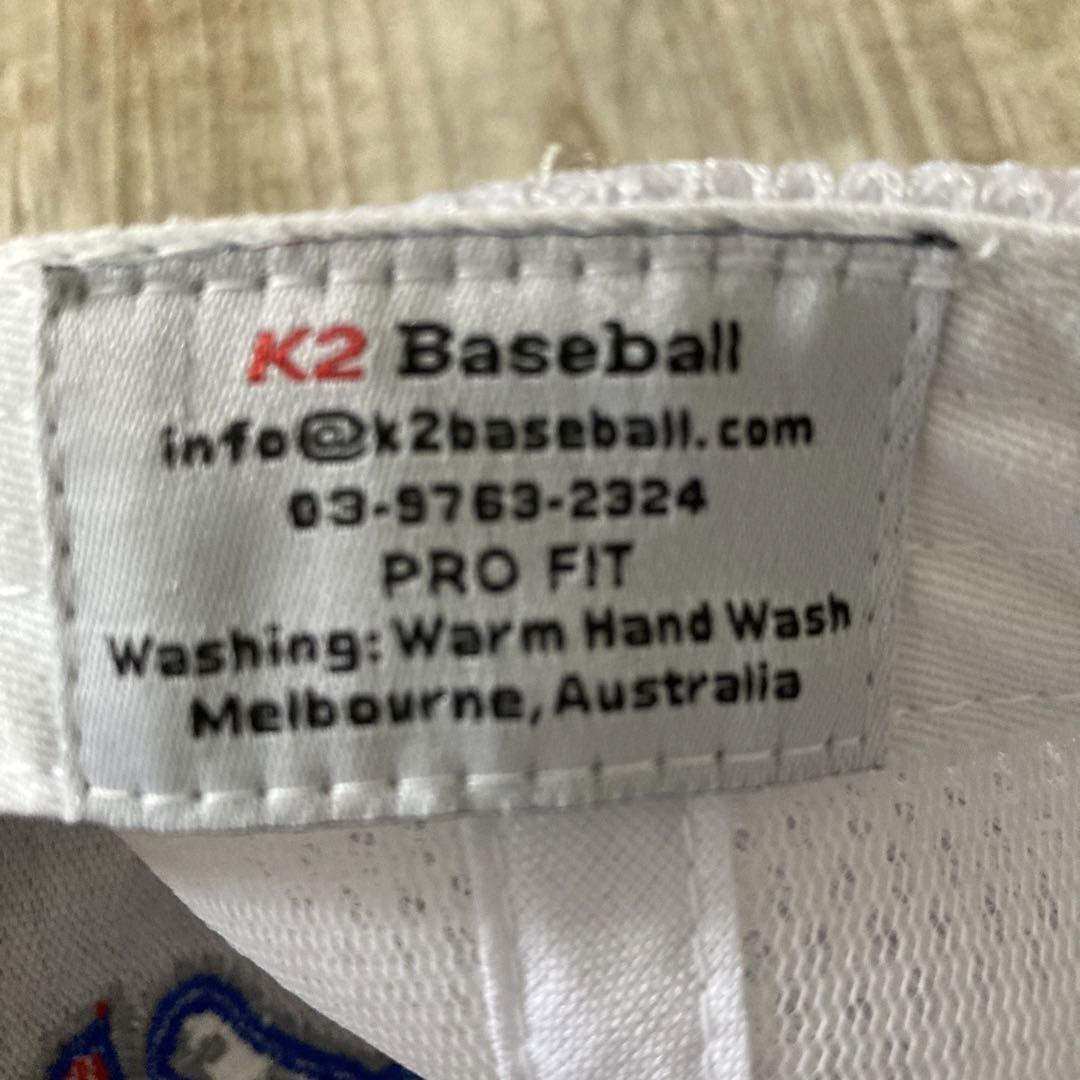 K2 Baseball
info@k2baseball.com
03-9763-2324
PRO FIT
Washing: Warm Hand Wash
Melbourne, Australia